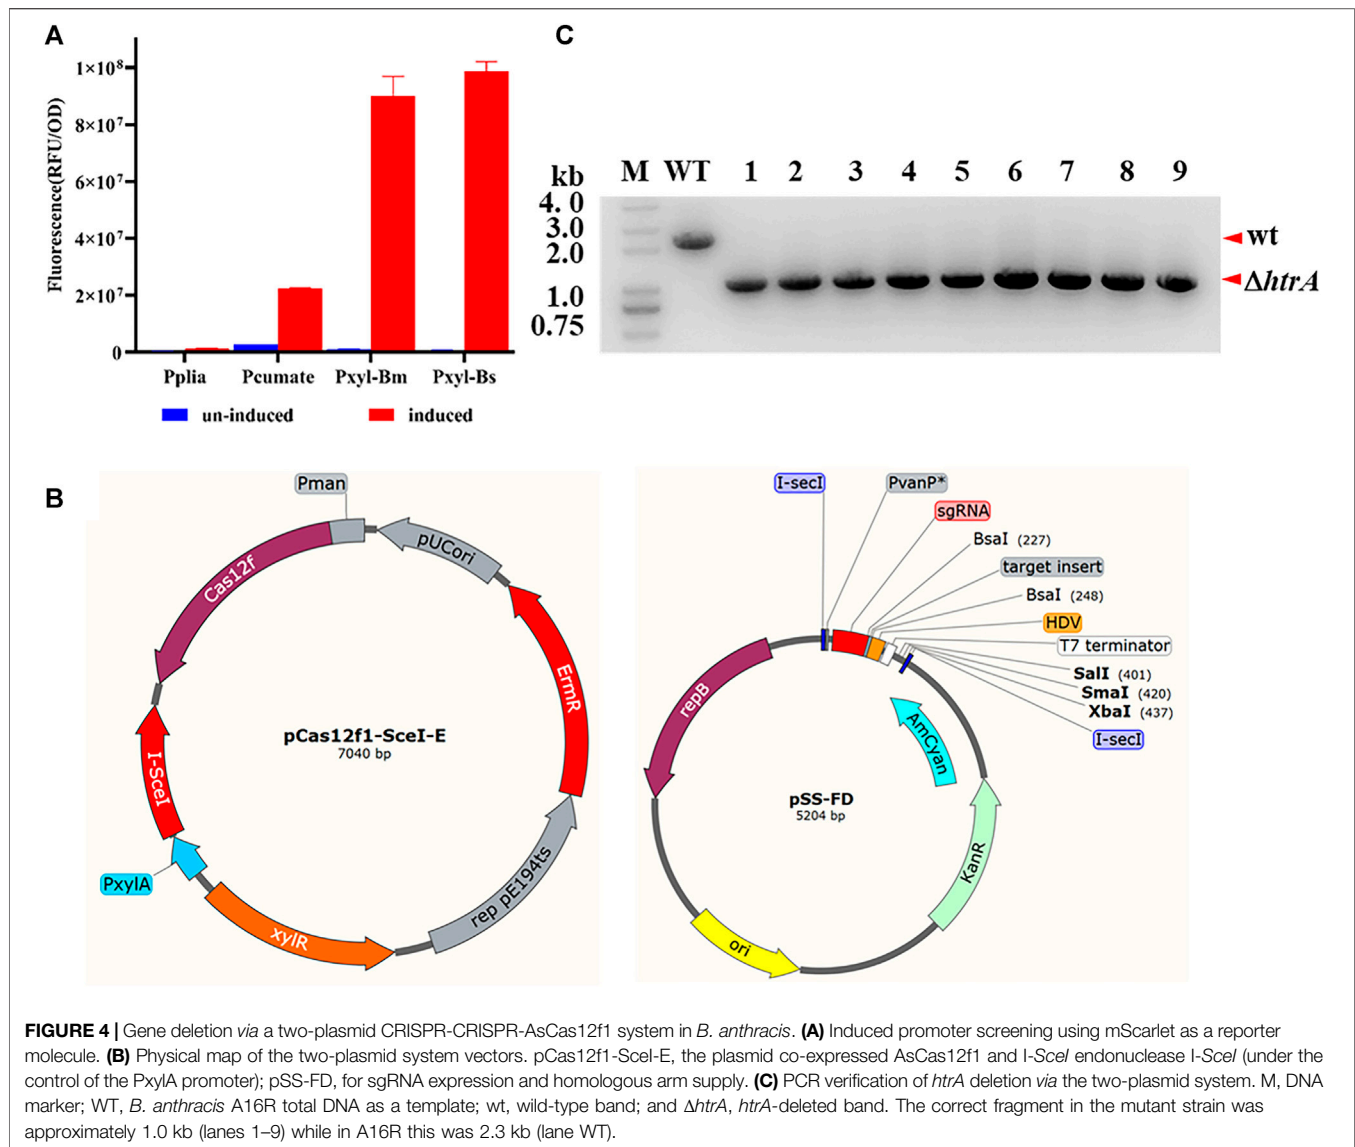 A
Fluorescence(RFU/OD)
1×10⁸
8×10⁷
6×10⁷
4×10⁷
2×10⁷
0
Pplia Pcumate Pxyl-Bm Pxyl-Bs
un-induced induced
C
kb M WT 1 2 3 4 5 6 7 8 9
4. 0
3.0
2.0
1.0
0.75
wt
ΔhtrA
B
Pman
pUCori
Cas12f
ErmR
I-SceI
pCas12f1-SceI-E
7040 bp
PxylA
xylR
rep pE194ts
I-secI
PvanP*
sgRNA
BsaI (227)
target insert
BsaI (248)
HDV
T7 terminator
SalI (401)
SmaI (420)
XbaI (437)
I-secI
repB
AmCyan
pSS-FD
5204 bp
KanR
ori
FIGURE 4 | Gene deletion via a two-plasmid CRISPR-CRISPR-AsCas12f1 system in B. anthracis. (A) Induced promoter screening using mScarlet as a reporter
molecule. (B) Physical map of the two-plasmid system vectors. pCas12f1-SceI-E, the plasmid co-expressed AsCas12f1 and I-SceI endonuclease I-SceI (under the
control of the PxylA promoter); pSS-FD, for sgRNA expression and homologous arm supply. (C) PCR verification of htrA deletion via the two-plasmid system. M, DNA
marker; WT, B. anthracis A16R total DNA as a template; wt, wild-type band; and ΔhtrA, htrA-deleted band. The correct fragment in the mutant strain was
approximately 1.0 kb (lanes 1–9) while in A16R this was 2.3 kb (lane WT).